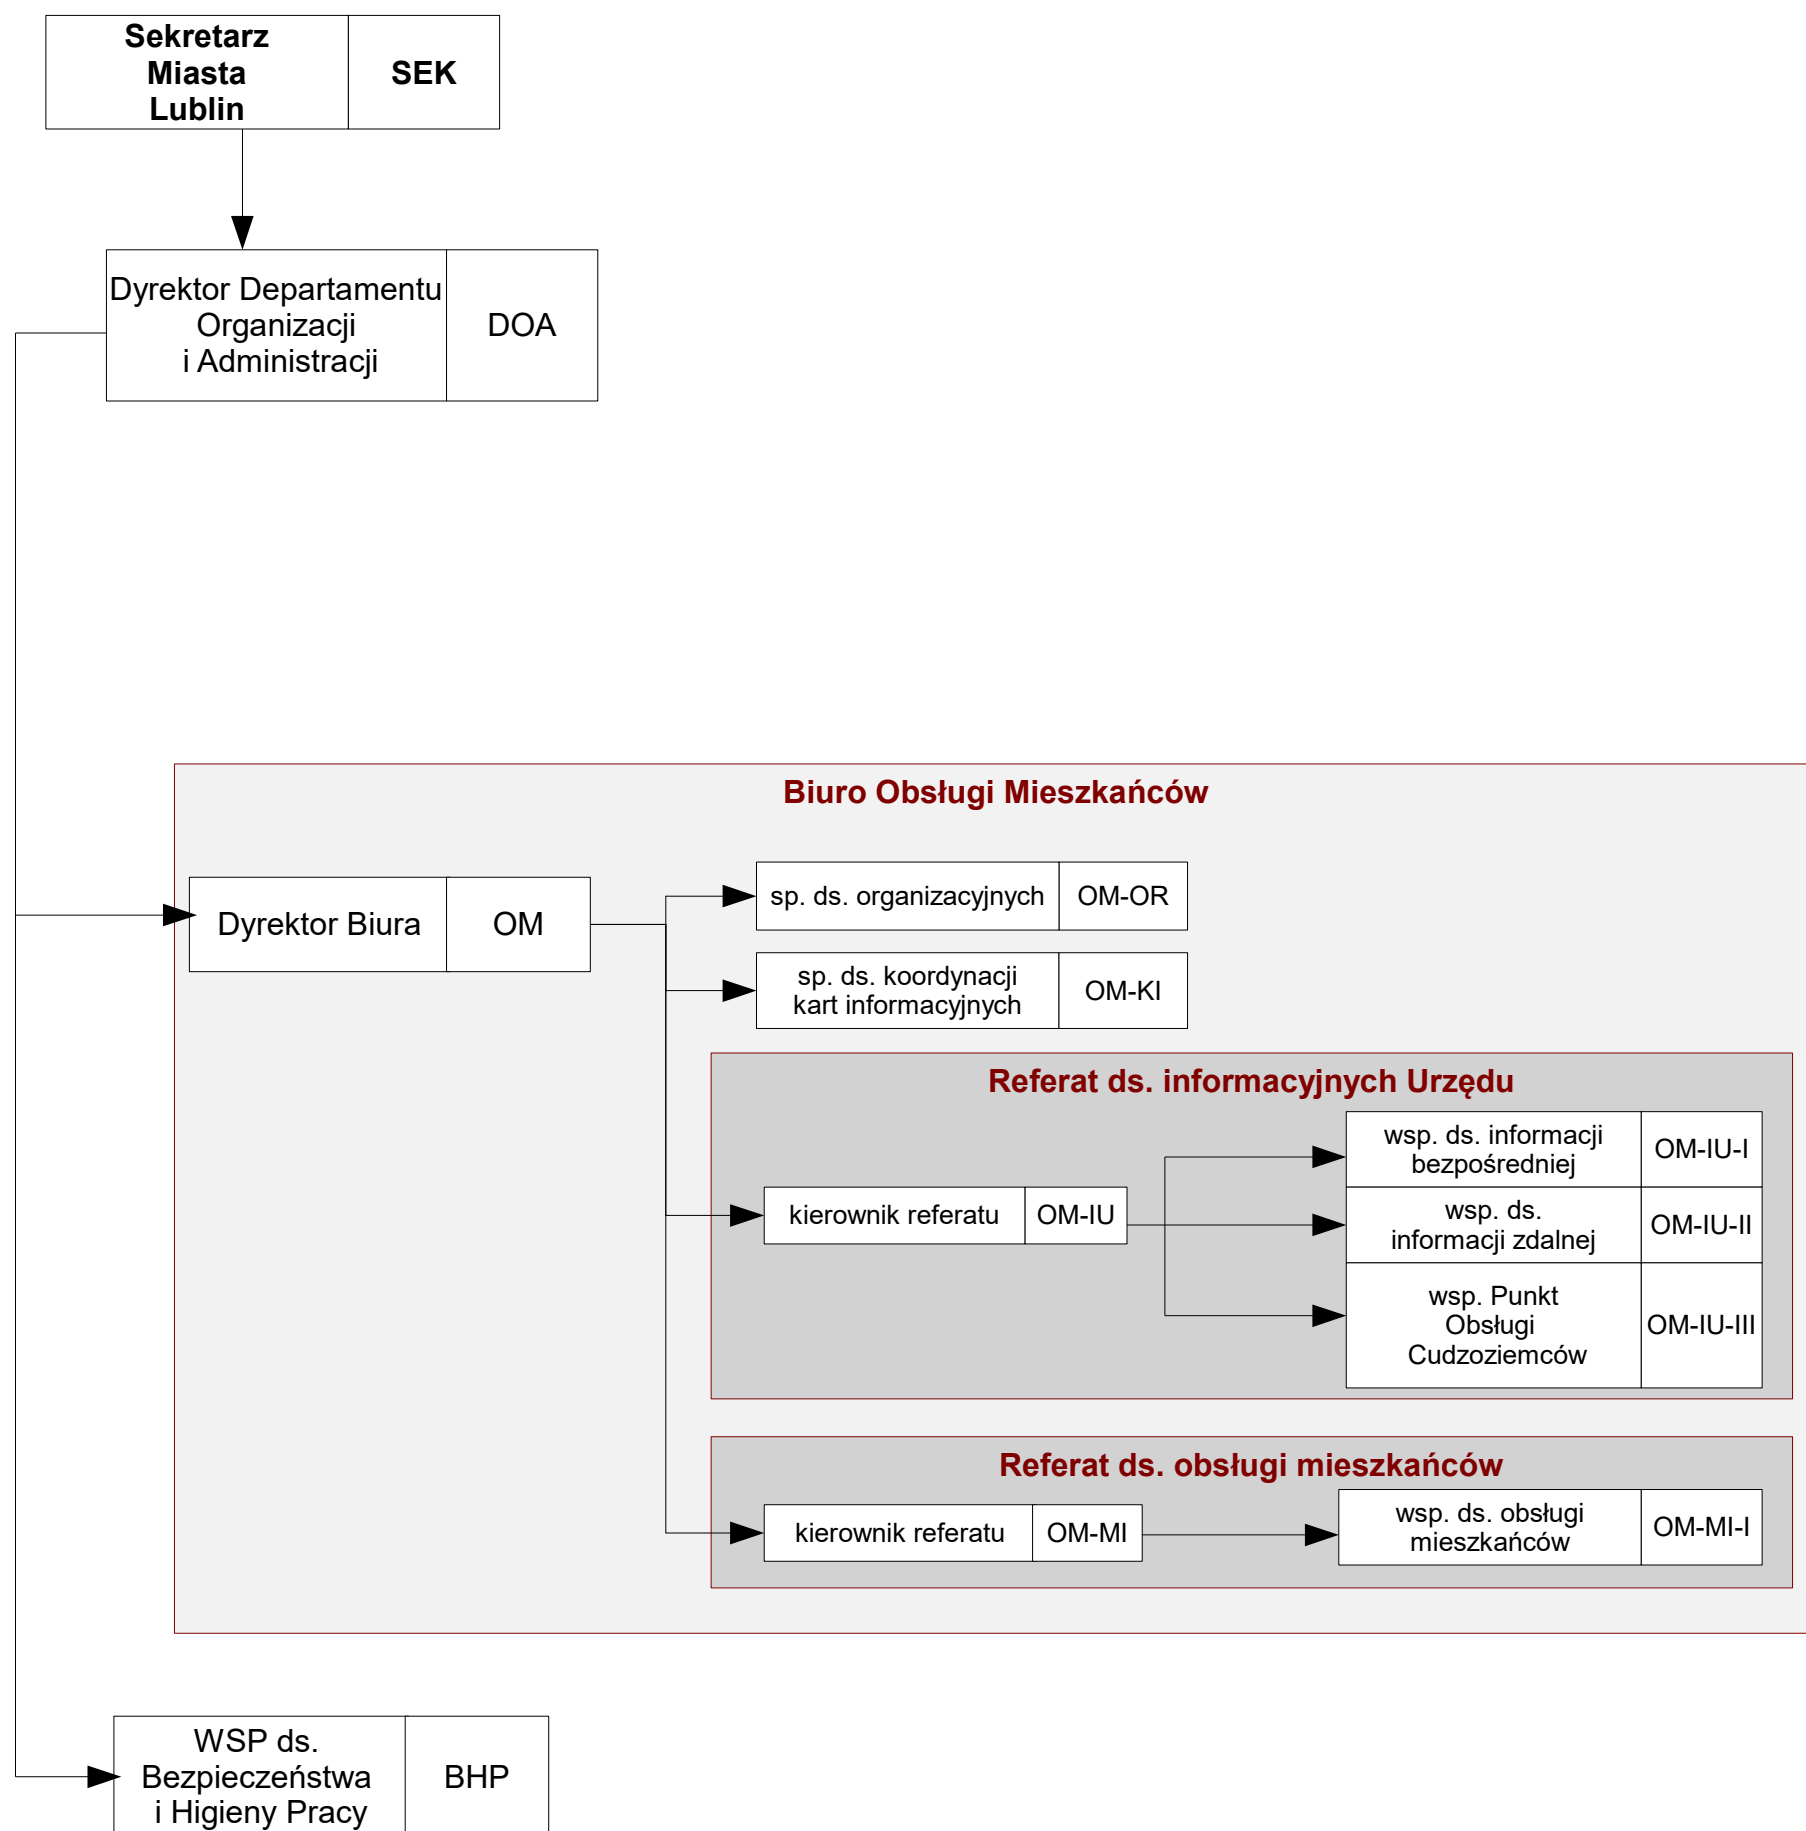 Sekretarz
Miasta
Lublin
SEK
Dyrektor Departamentu
Organizacji
i Administracji
DOA
Biuro Obsługi Mieszkańców
Dyrektor Biura
OM
sp. ds. organizacyjnych
OM-OR
sp. ds. koordynacji
kart informacyjnych
OM-KI
Referat ds. informacyjnych Urzędu
kierownik referatu
OM-IU
wsp. ds. informacji
bezpośredniej
OM-IU-I
wsp. ds.
informacji zdalnej
OM-IU-II
wsp. Punkt
Obsługi
Cudzoziemców
OM-IU-III
Referat ds. obsługi mieszkańców
kierownik referatu
OM-MI
wsp. ds. obsługi
mieszkańców
OM-MI-I
WSP ds.
Bezpieczeństwa
i Higieny Pracy
BHP